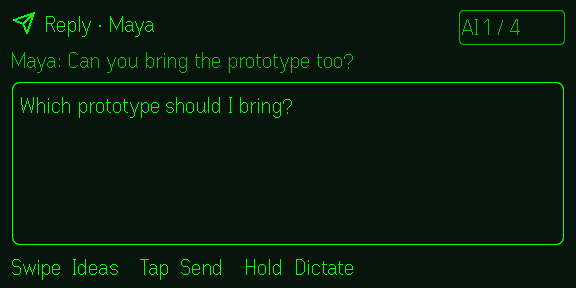 Reply · Maya
AI 1 / 4
Maya: Can you bring the prototype too?
Which prototype should I bring?
Swipe Ideas Tap Send Hold Dictate